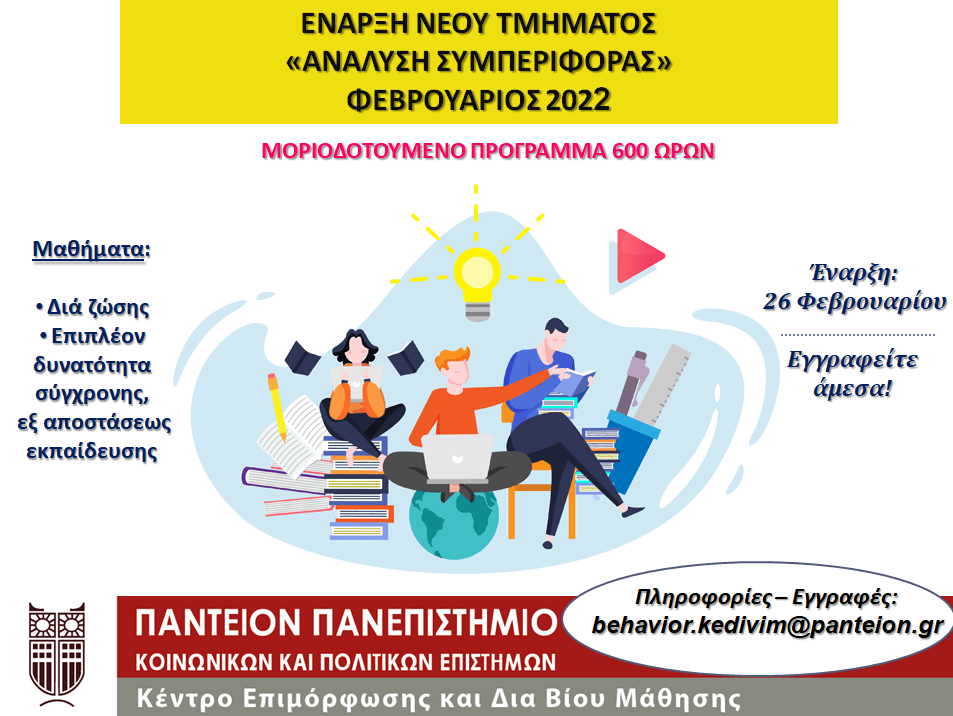 ΕΝΑΡΞΗ ΝΕΟΥ ΤΜΗΜΑΤΟΣ
«ΑΝΑΛΥΣΗ ΣΥΜΠΕΡΙΦΟΡΑΣ»
ΦΕΒΡΟΥΑΡΙΟΣ 2022
ΜΟΡΙΟΔΟΤΟΥΜΕΝΟ ΠΡΟΓΡΑΜΜΑ 600 ΩΡΩΝ
Μαθήματα:
• Διά ζώσης
• Επιπλέον
δυνατότητα
σύγχρονης,
εξ αποστάσεως
εκπαίδευσης
Έναρξη:
26 Φεβρουαρίου
Εγγραφείτε
άμεσα!
Πληροφορίες – Εγγραφές:
behavior.kedivim@panteion.gr
ΠΑΝΤΕΙΟΝ ΠΑΝΕΠΙΣΤΗΜΙΟ
ΚΟΙΝΩΝΙΚΩΝ ΚΑΙ ΠΟΛΙΤΙΚΩΝ ΕΠΙΣΤΗΜΩΝ
Κέντρο Επιμόρφωσης και Δια Βίου Μάθησης